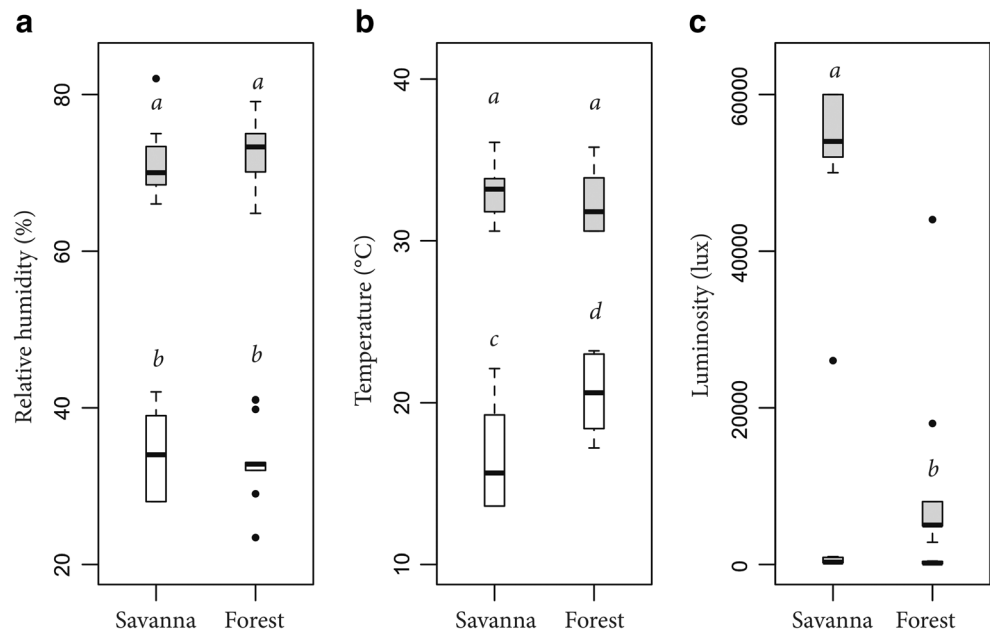 a
b
c
Relative humidity (%)
80
60
40
20
a
a
b
b
Savanna
Forest
Temperature (°C)
40
30
20
10
a
a
c
d
Savanna
Forest
Luminosity (lux)
60000
40000
20000
0
a
b
Savanna
Forest